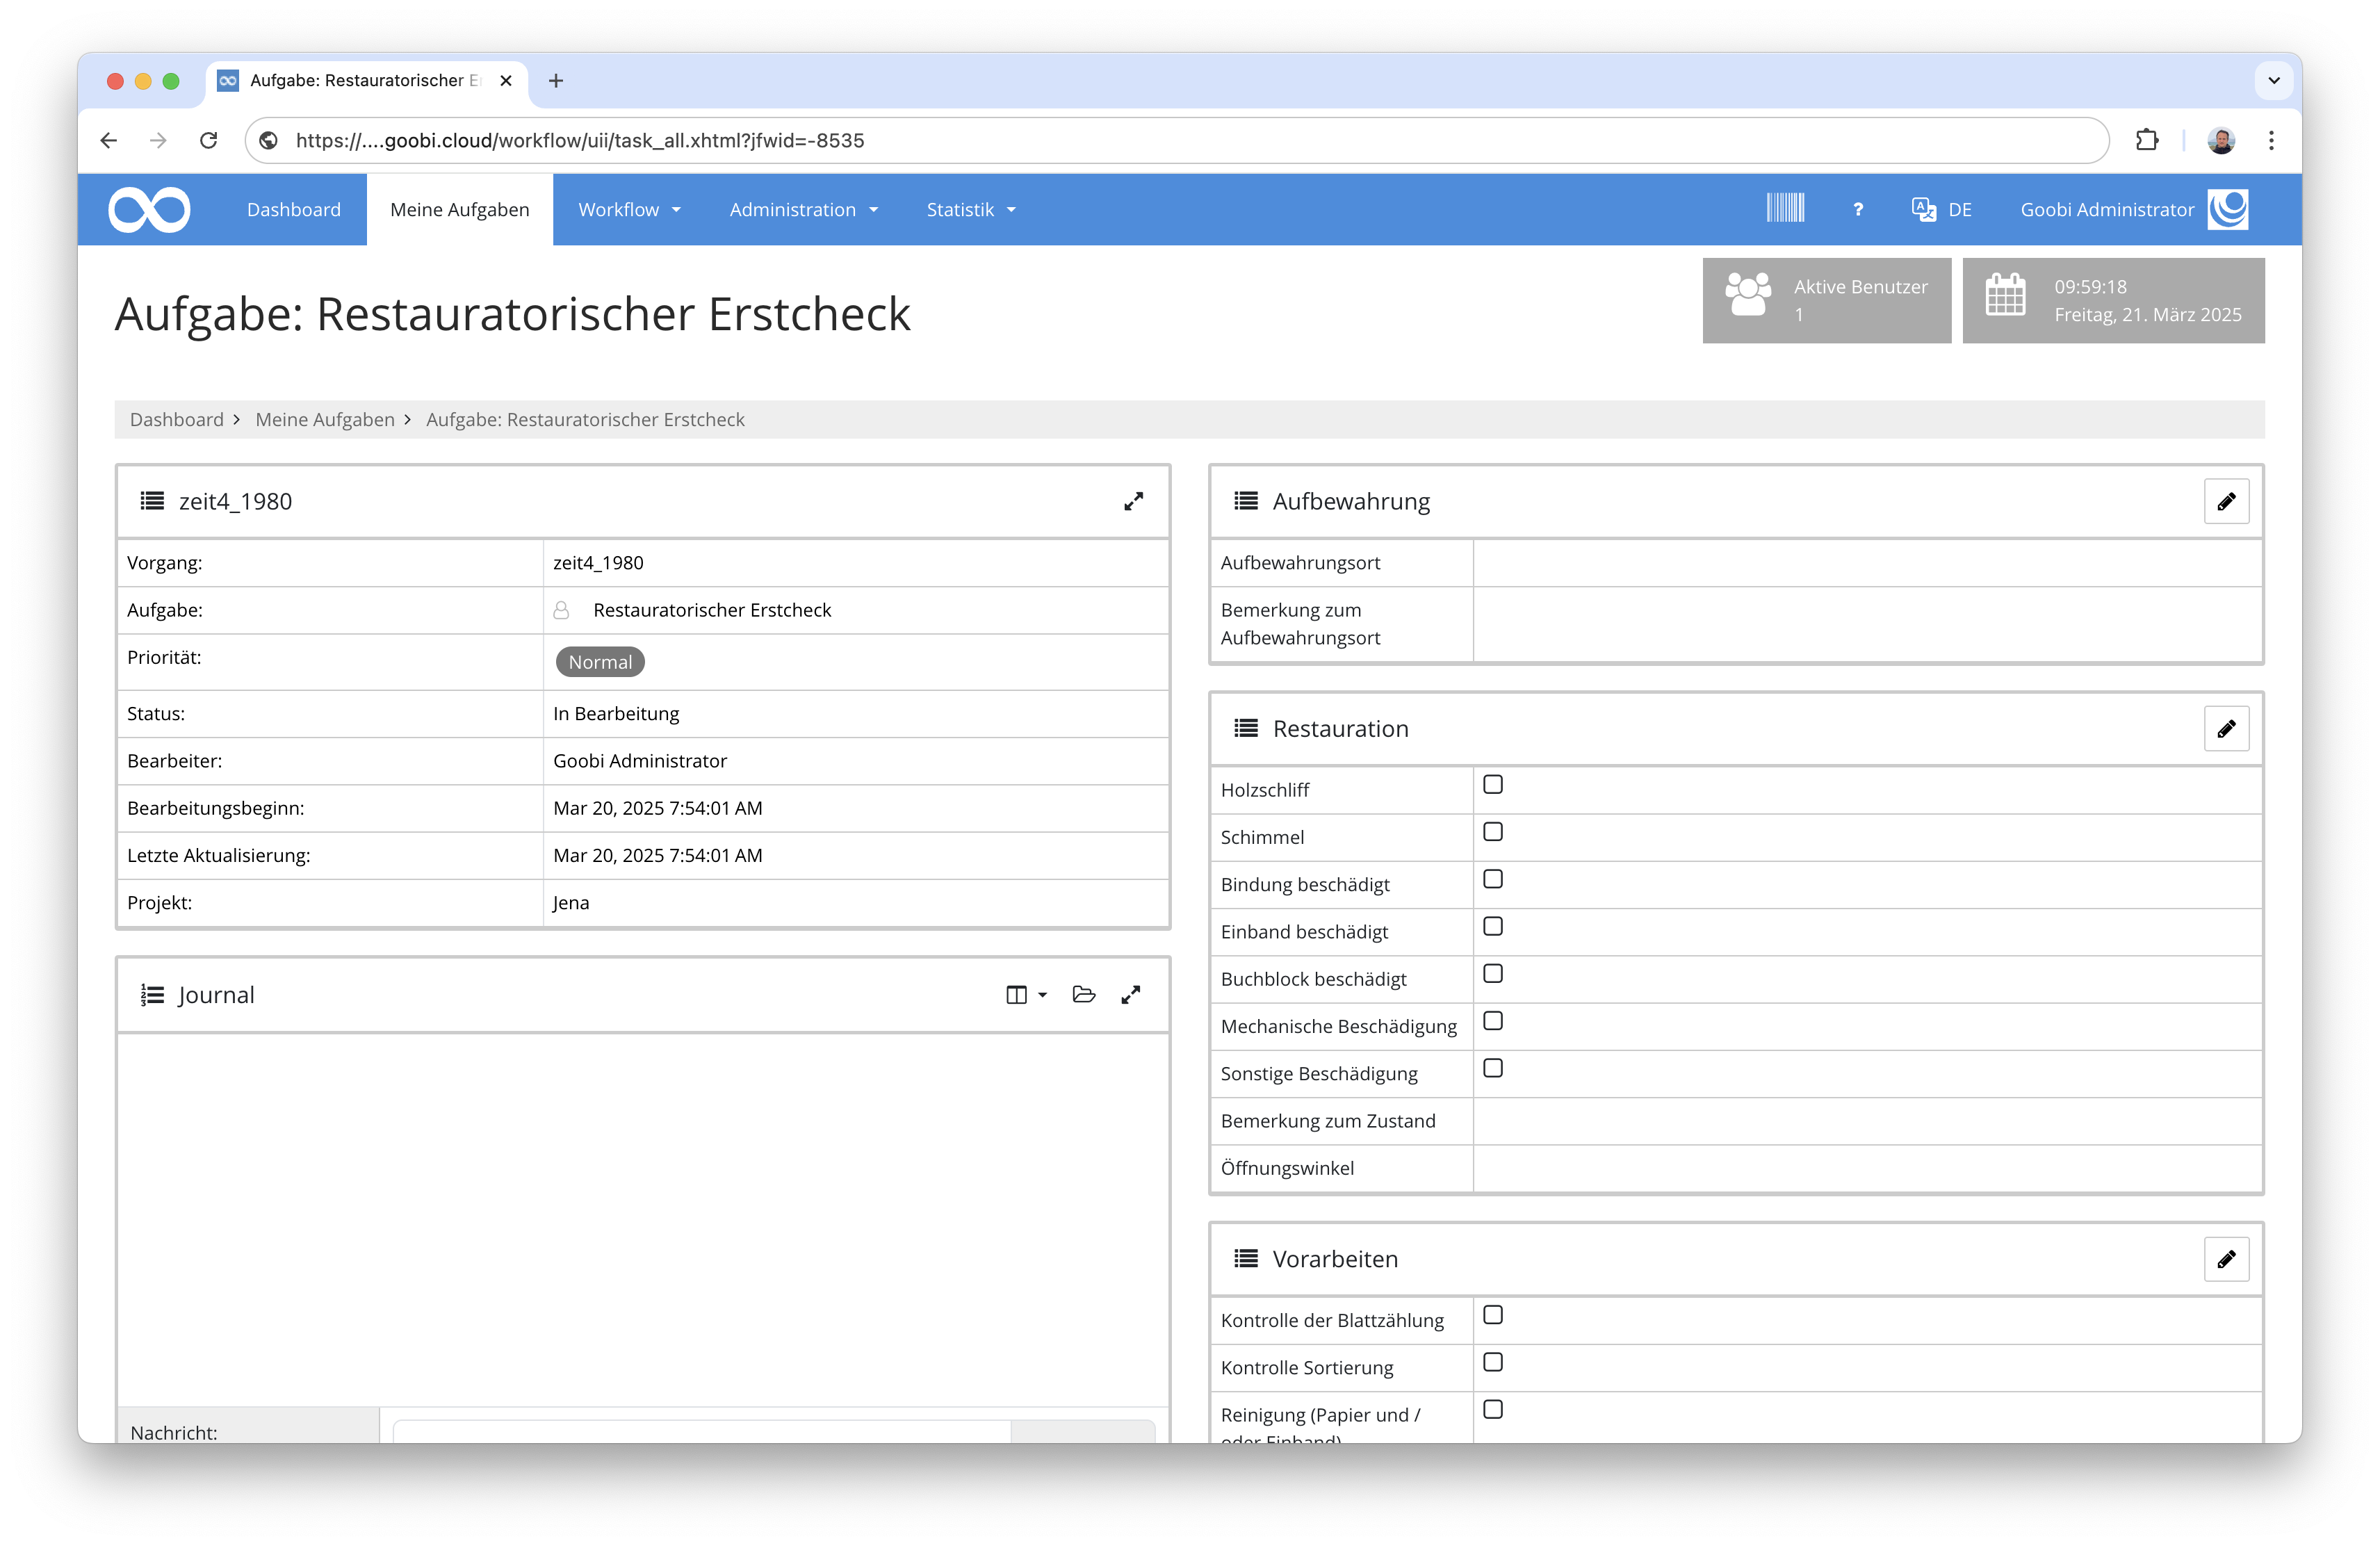 Aufgabe: Restauratorischer
https://....goobi.cloud/workflow/uii/task_all.xhtml?jfwid=-8535
Dashboard
Meine Aufgaben
Workflow
Administration
Statistik
?
DE
Goobi Administrator
Aufgabe: Restauratorischer Erstcheck
Aktive Benutzer
1
09:59:18
Freitag, 21. März 2025
Dashboard
Meine Aufgaben
Aufgabe: Restauratorischer Erstcheck
zeit4_1980
Vorgang: zeit4_1980
Aufgabe: Restauratorischer Erstcheck
Priorität: Normal
Status: In Bearbeitung
Bearbeiter: Goobi Administrator
Bearbeitungsbeginn: Mar 20, 2025 7:54:01 AM
Letzte Aktualisierung: Mar 20, 2025 7:54:01 AM
Projekt: Jena
Journal
Nachricht:
Aufbewahrung
Aufbewahrungsort
Bemerkung zum
Aufbewahrungsort
Restauration
Holzschliff
Schimmel
Bindung beschädigt
Einband beschädigt
Buchblock beschädigt
Mechanische Beschädigung
Sonstige Beschädigung
Bemerkung zum Zustand
Öffnungswinkel
Vorarbeiten
Kontrolle der Blattzählung
Kontrolle Sortierung
Reinigung (Papier und /
oder Einband)